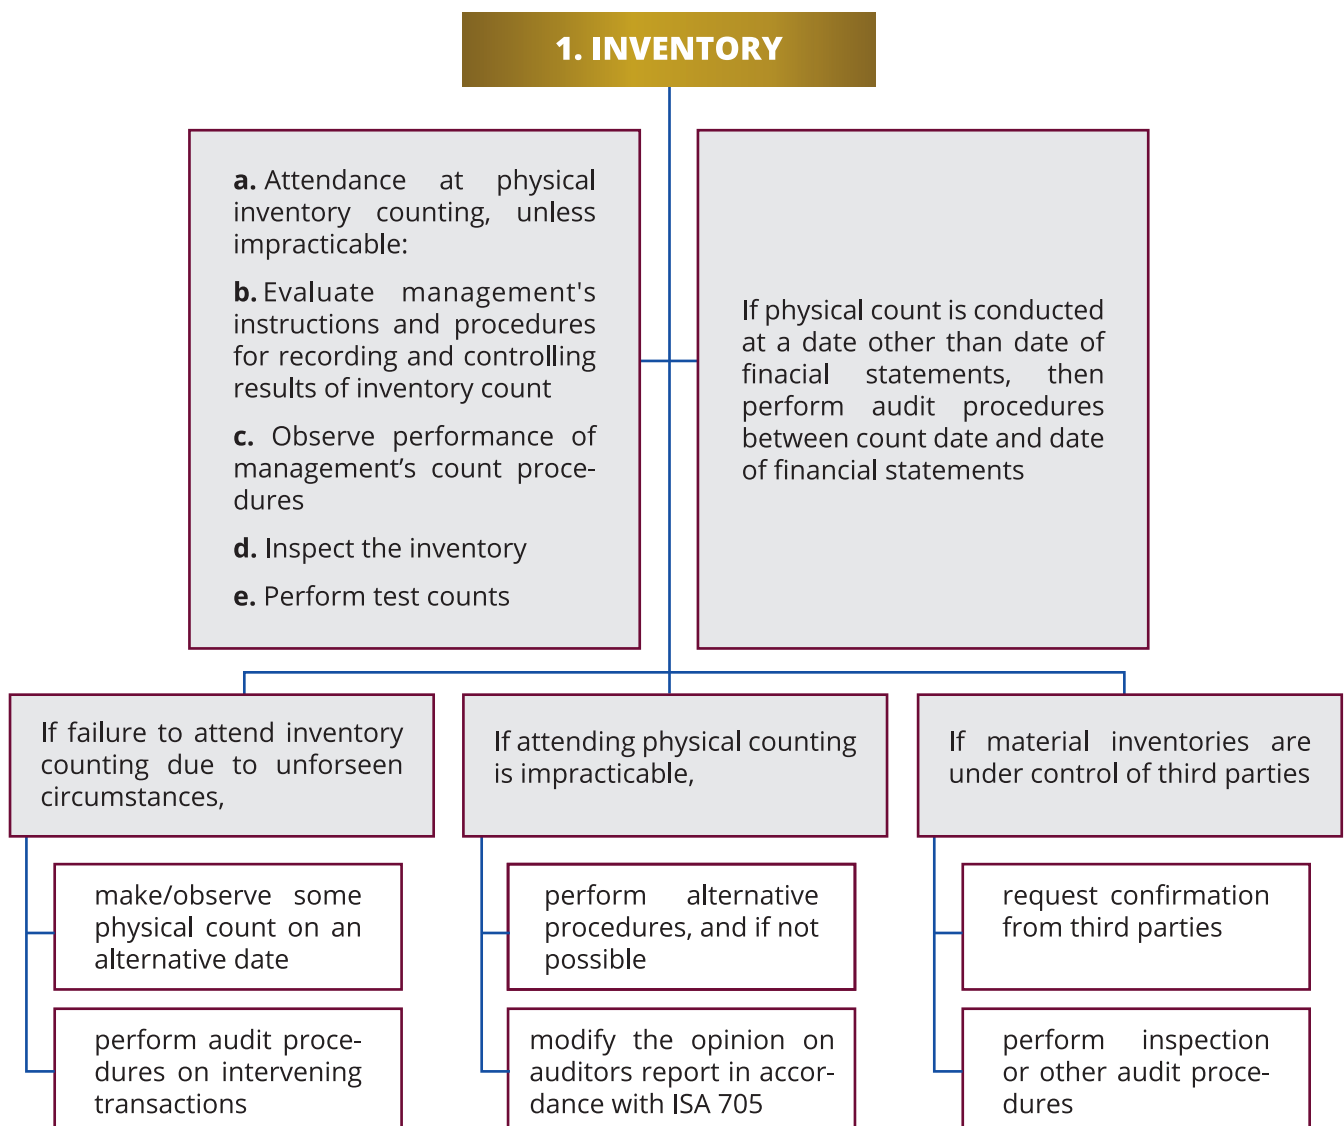 1. INVENTORY
a. Attendance at physical
inventory counting, unless
impracticable:
b. Evaluate management's
instructions and procedures
for recording and controlling
results of inventory count
c. Observe performance of
management’s count proce-
dures
d. Inspect the inventory
e. Perform test counts
If physical count is conducted
at a date other than date of
finacial statements, then
perform audit procedures
between count date and date
of financial statements
If failure to attend inventory
counting due to unforseen
circumstances,
make/observe some
physical count on an
alternative date
perform audit proce-
dures on intervening
transactions
If attending physical counting
is impracticable,
perform alternative
procedures, and if not
possible
modify the opinion on
auditors report in accor-
dance with ISA 705
If material inventories are
under control of third parties
request confirmation
from third parties
perform inspection
or other audit proce-
dures